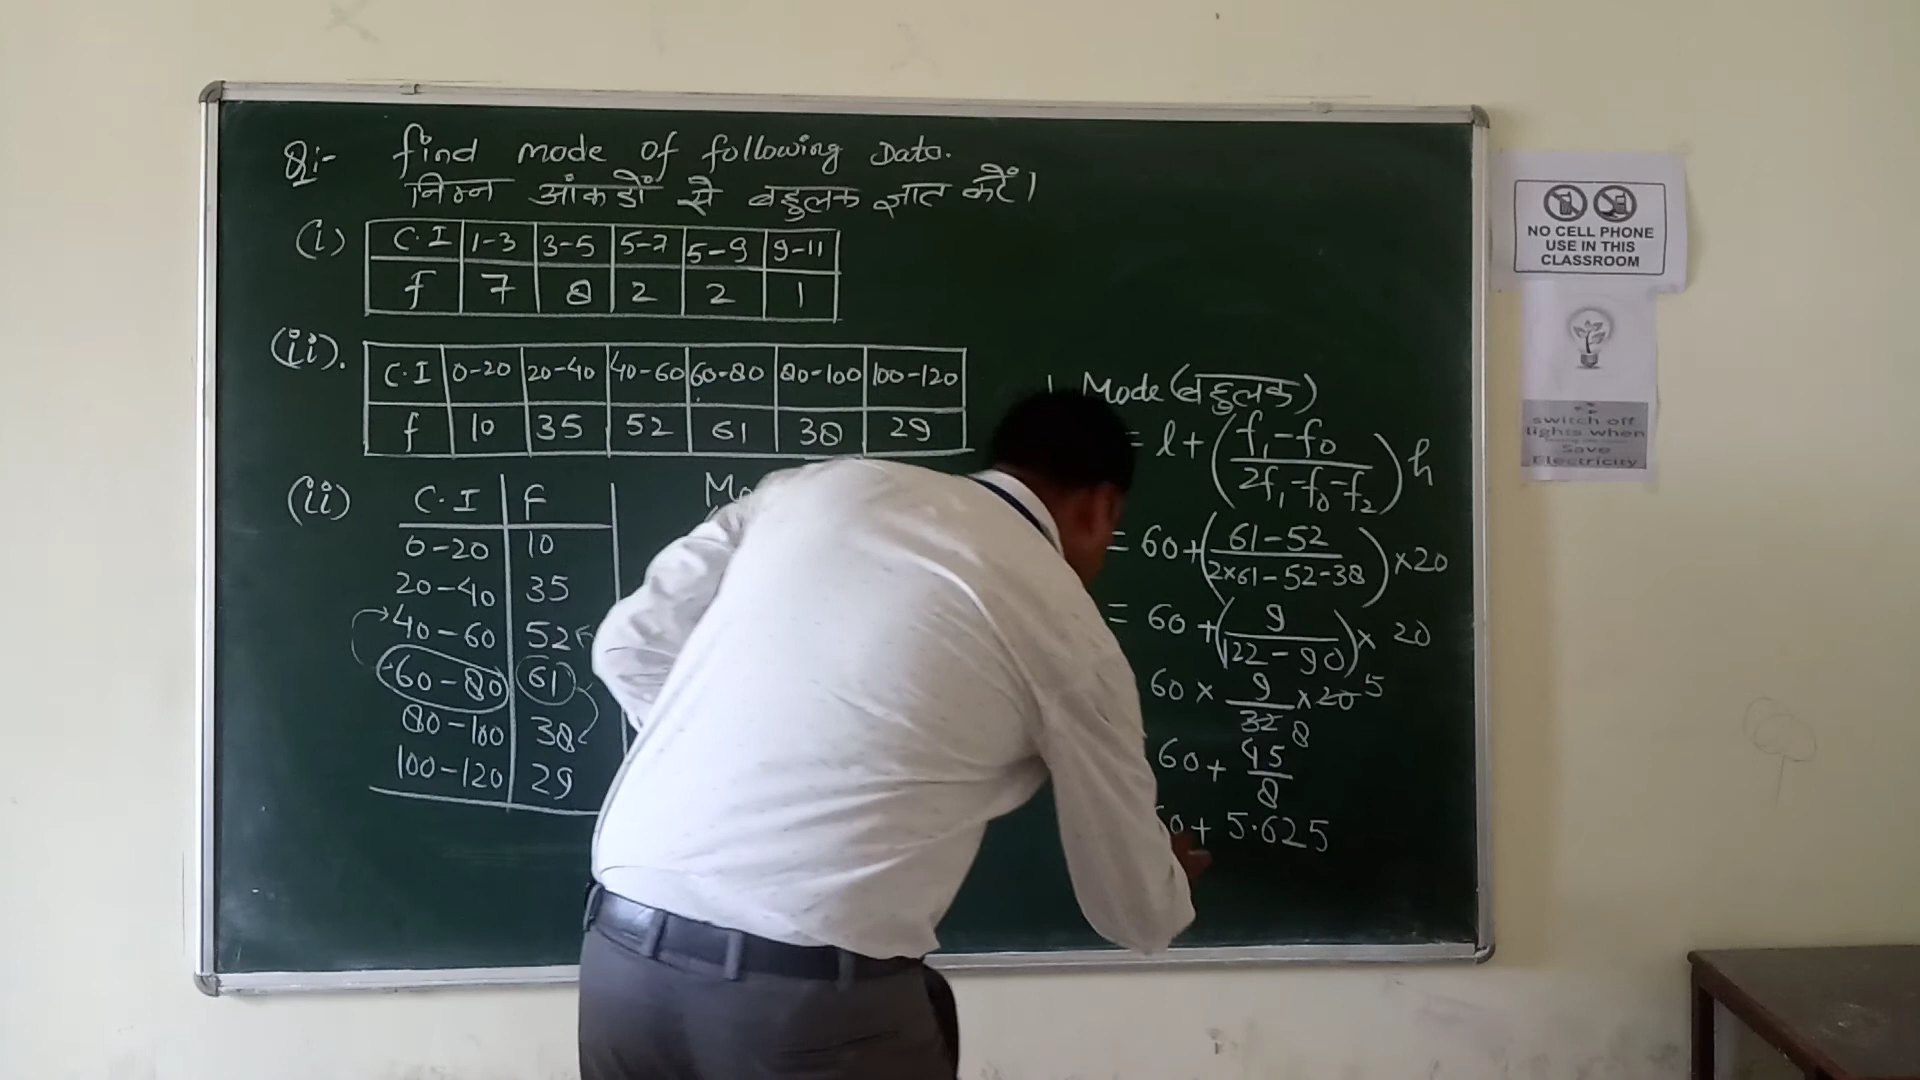 Q:- find mode of following Data.
निम्न आंकडों से बहुलक ज्ञात करें।
(i) C.I 1-3 3-5 5-7 5-9 9-11
f 7 8 2 2 1
(ii). C.I 0-20 20-40 40-60 60-80 80-100 100-120
f 10 35 52 61 38 29
(ii) C.I F
0-20 10
20-40 35
40-60 52
60-80 61
80-100 38
100-120 29
Mode (बहुलक)
= l + (f₁-f₀ / 2f₁-f₀-f₂) h
= 60 + (61-52 / 2×61-52-38) ×20
= 60 + (9 / 122-90) × 20
60 × 9/32 × 20 5
8
60 + 45/8
60 + 5.625
NO CELL PHONE
USE IN THIS
CLASSROOM
switch off
lights when
Save
Electricity